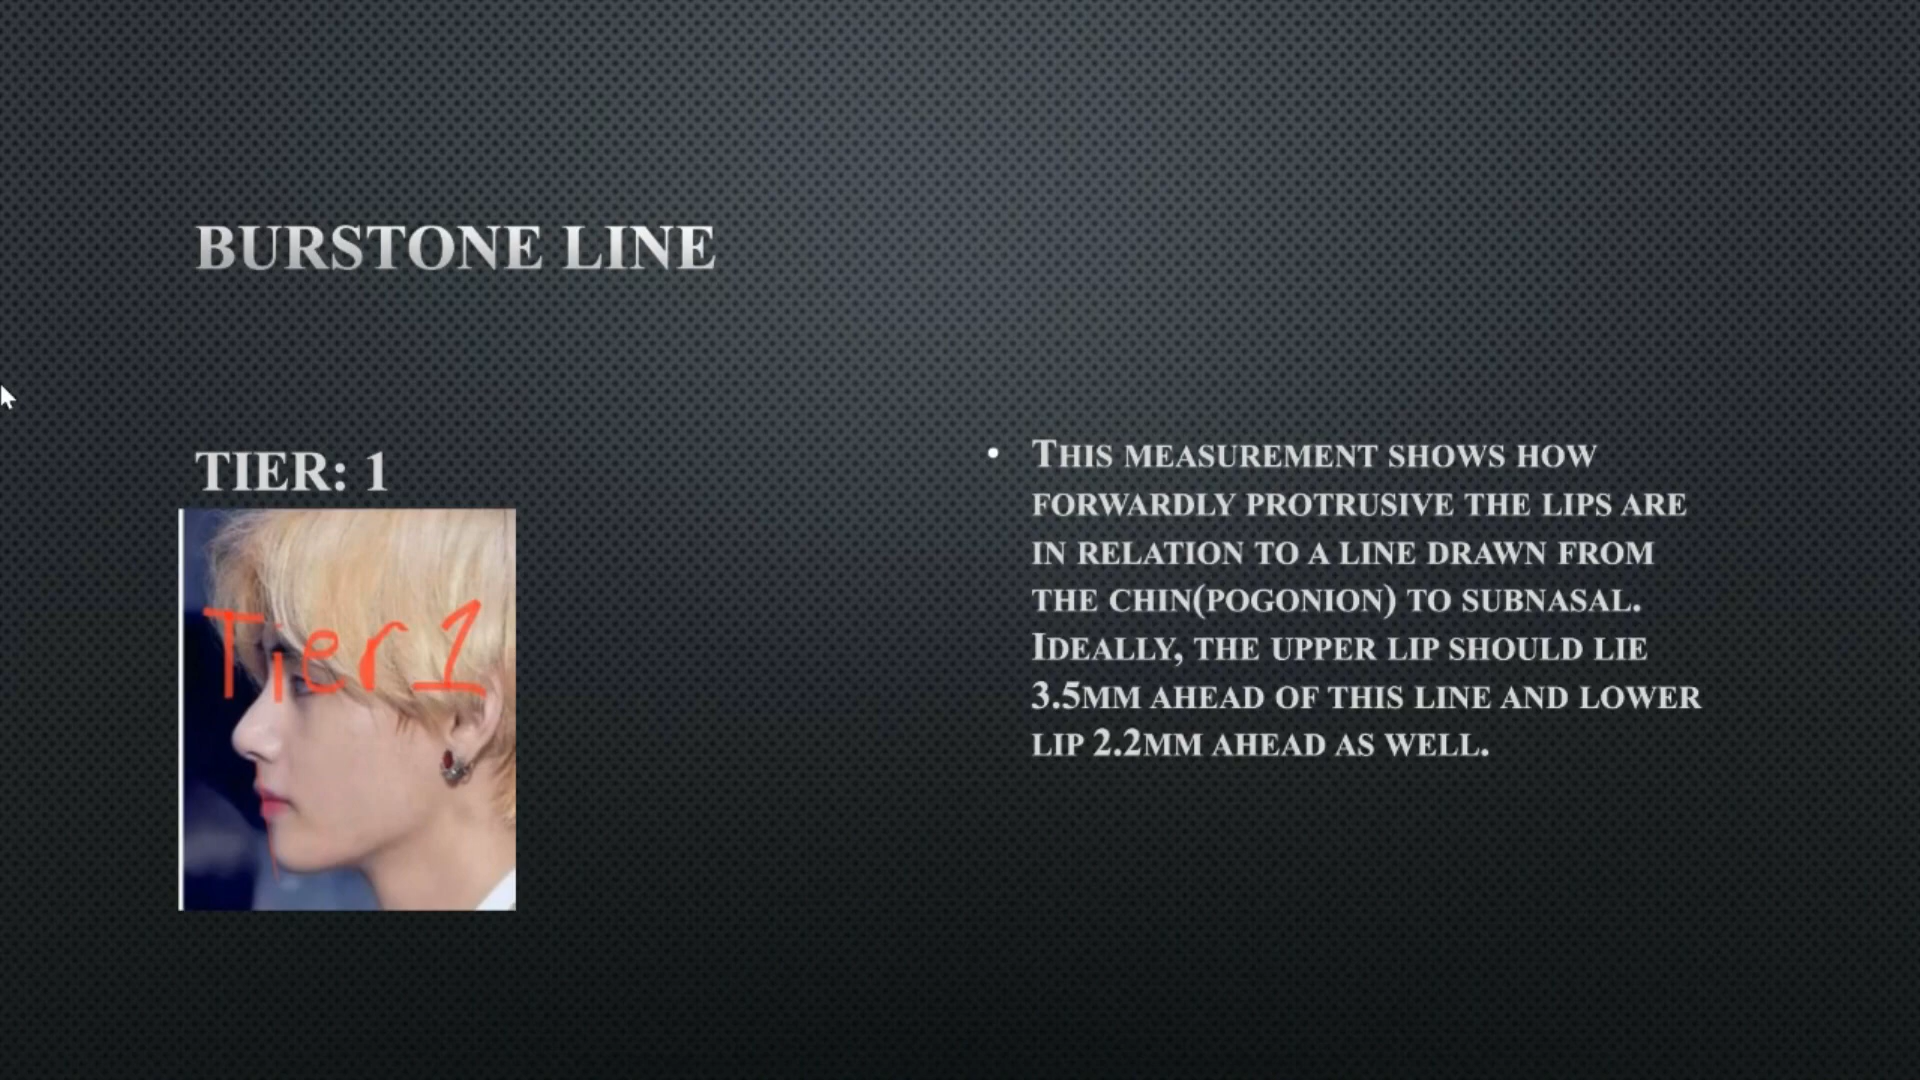 BURSTONE LINE
TIER: 1
Tier 1
• THIS MEASUREMENT SHOWS HOW
FORWARDLY PROTRUSIVE THE LIPS ARE
IN RELATION TO A LINE DRAWN FROM
THE CHIN(POGONION) TO SUBNASAL.
IDEALLY, THE UPPER LIP SHOULD LIE
3.5MM AHEAD OF THIS LINE AND LOWER
LIP 2.2MM AHEAD AS WELL.